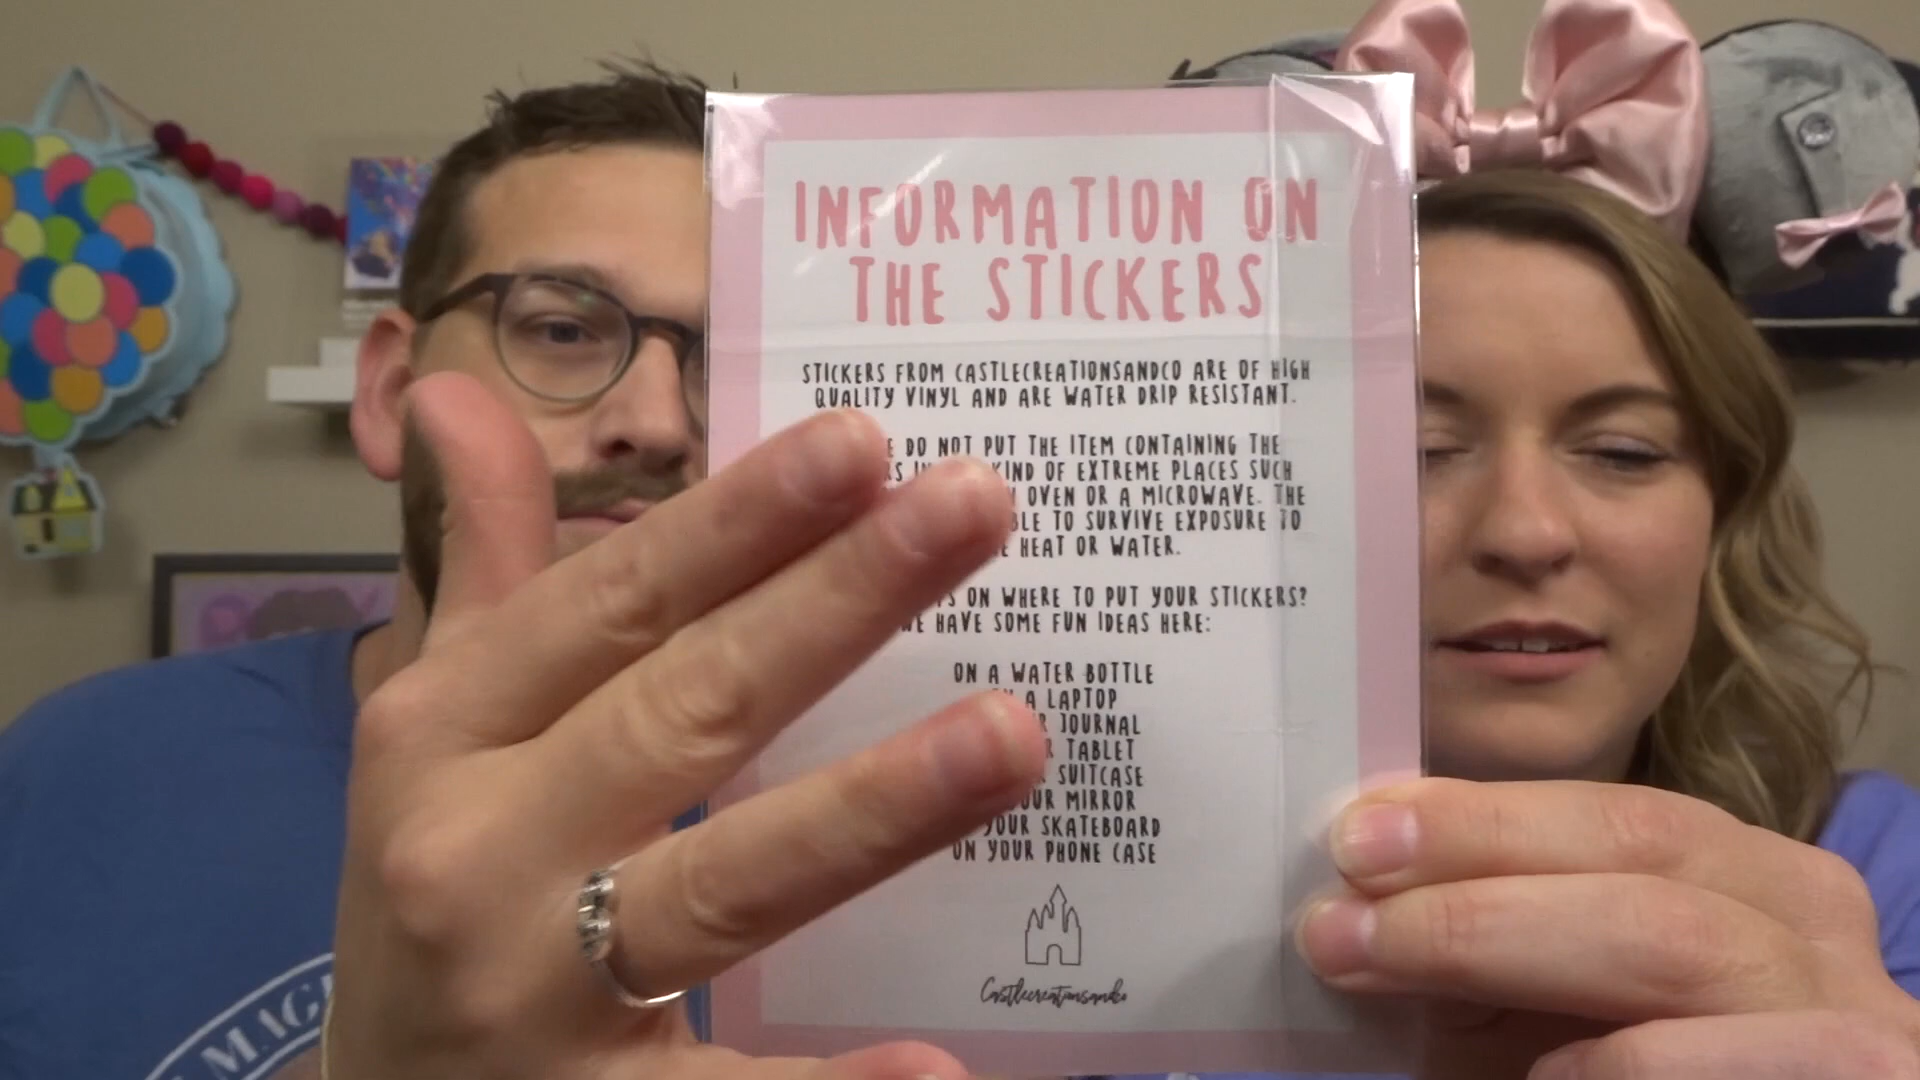 INFORMATION ON
THE STICKERS
STICKERS FROM CASTLECREATIONSANDCO ARE OF HIGH
QUALITY VINYL AND ARE WATER DRIP RESISTANT.
DO NOT PUT THE ITEM CONTAINING THE
KIND OF EXTREME PLACES SUCH
OVEN OR A MICROWAVE. THE
TO SURVIVE EXPOSURE TO
HEAT OR WATER.
ON WHERE TO PUT YOUR STICKERS?
WE HAVE SOME FUN IDEAS HERE:
ON A WATER BOTTLE
A LAPTOP
JOURNAL
TABLET
SUITCASE
YOUR MIRROR
YOUR SKATEBOARD
ON YOUR PHONE CASE
Castlecreationsandco